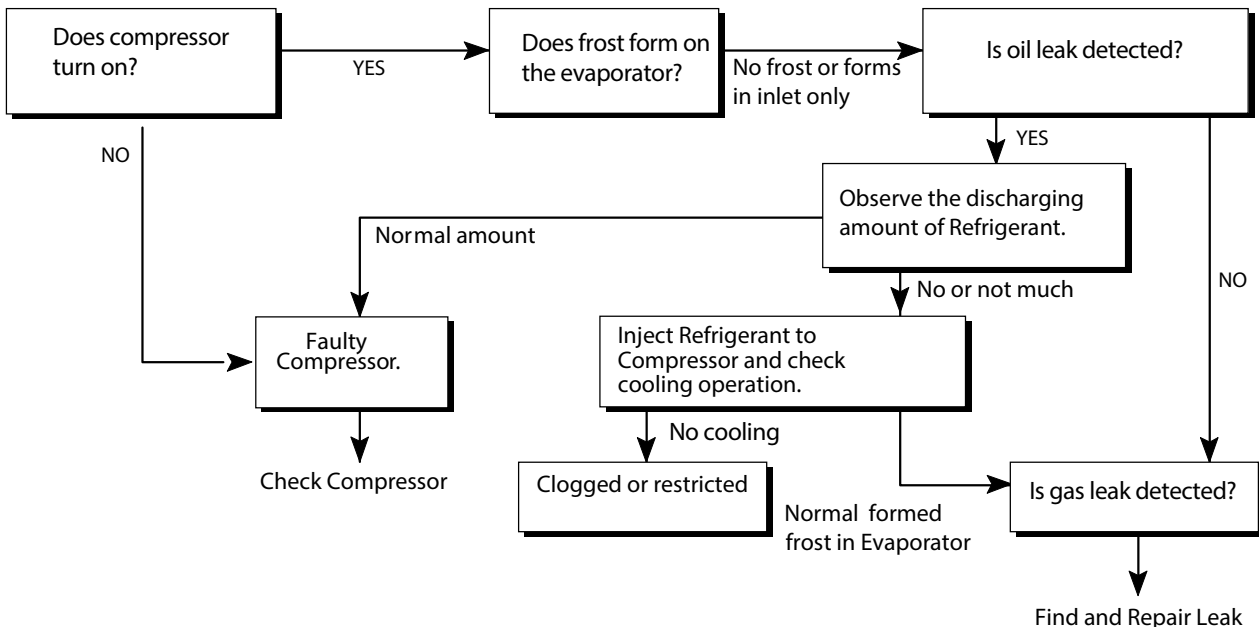 Does compressor
turn on?
YES
Does frost form on
the evaporator?
No frost or forms
in inlet only
Is oil leak detected?
NO
YES
Observe the discharging
amount of Refrigerant.
Normal amount
No or not much
NO
Faulty
Compressor.
Inject Refrigerant to
Compressor and check
cooling operation.
No cooling
Check Compressor
Clogged or restricted
Normal formed
frost in Evaporator
Is gas leak detected?
Find and Repair Leak